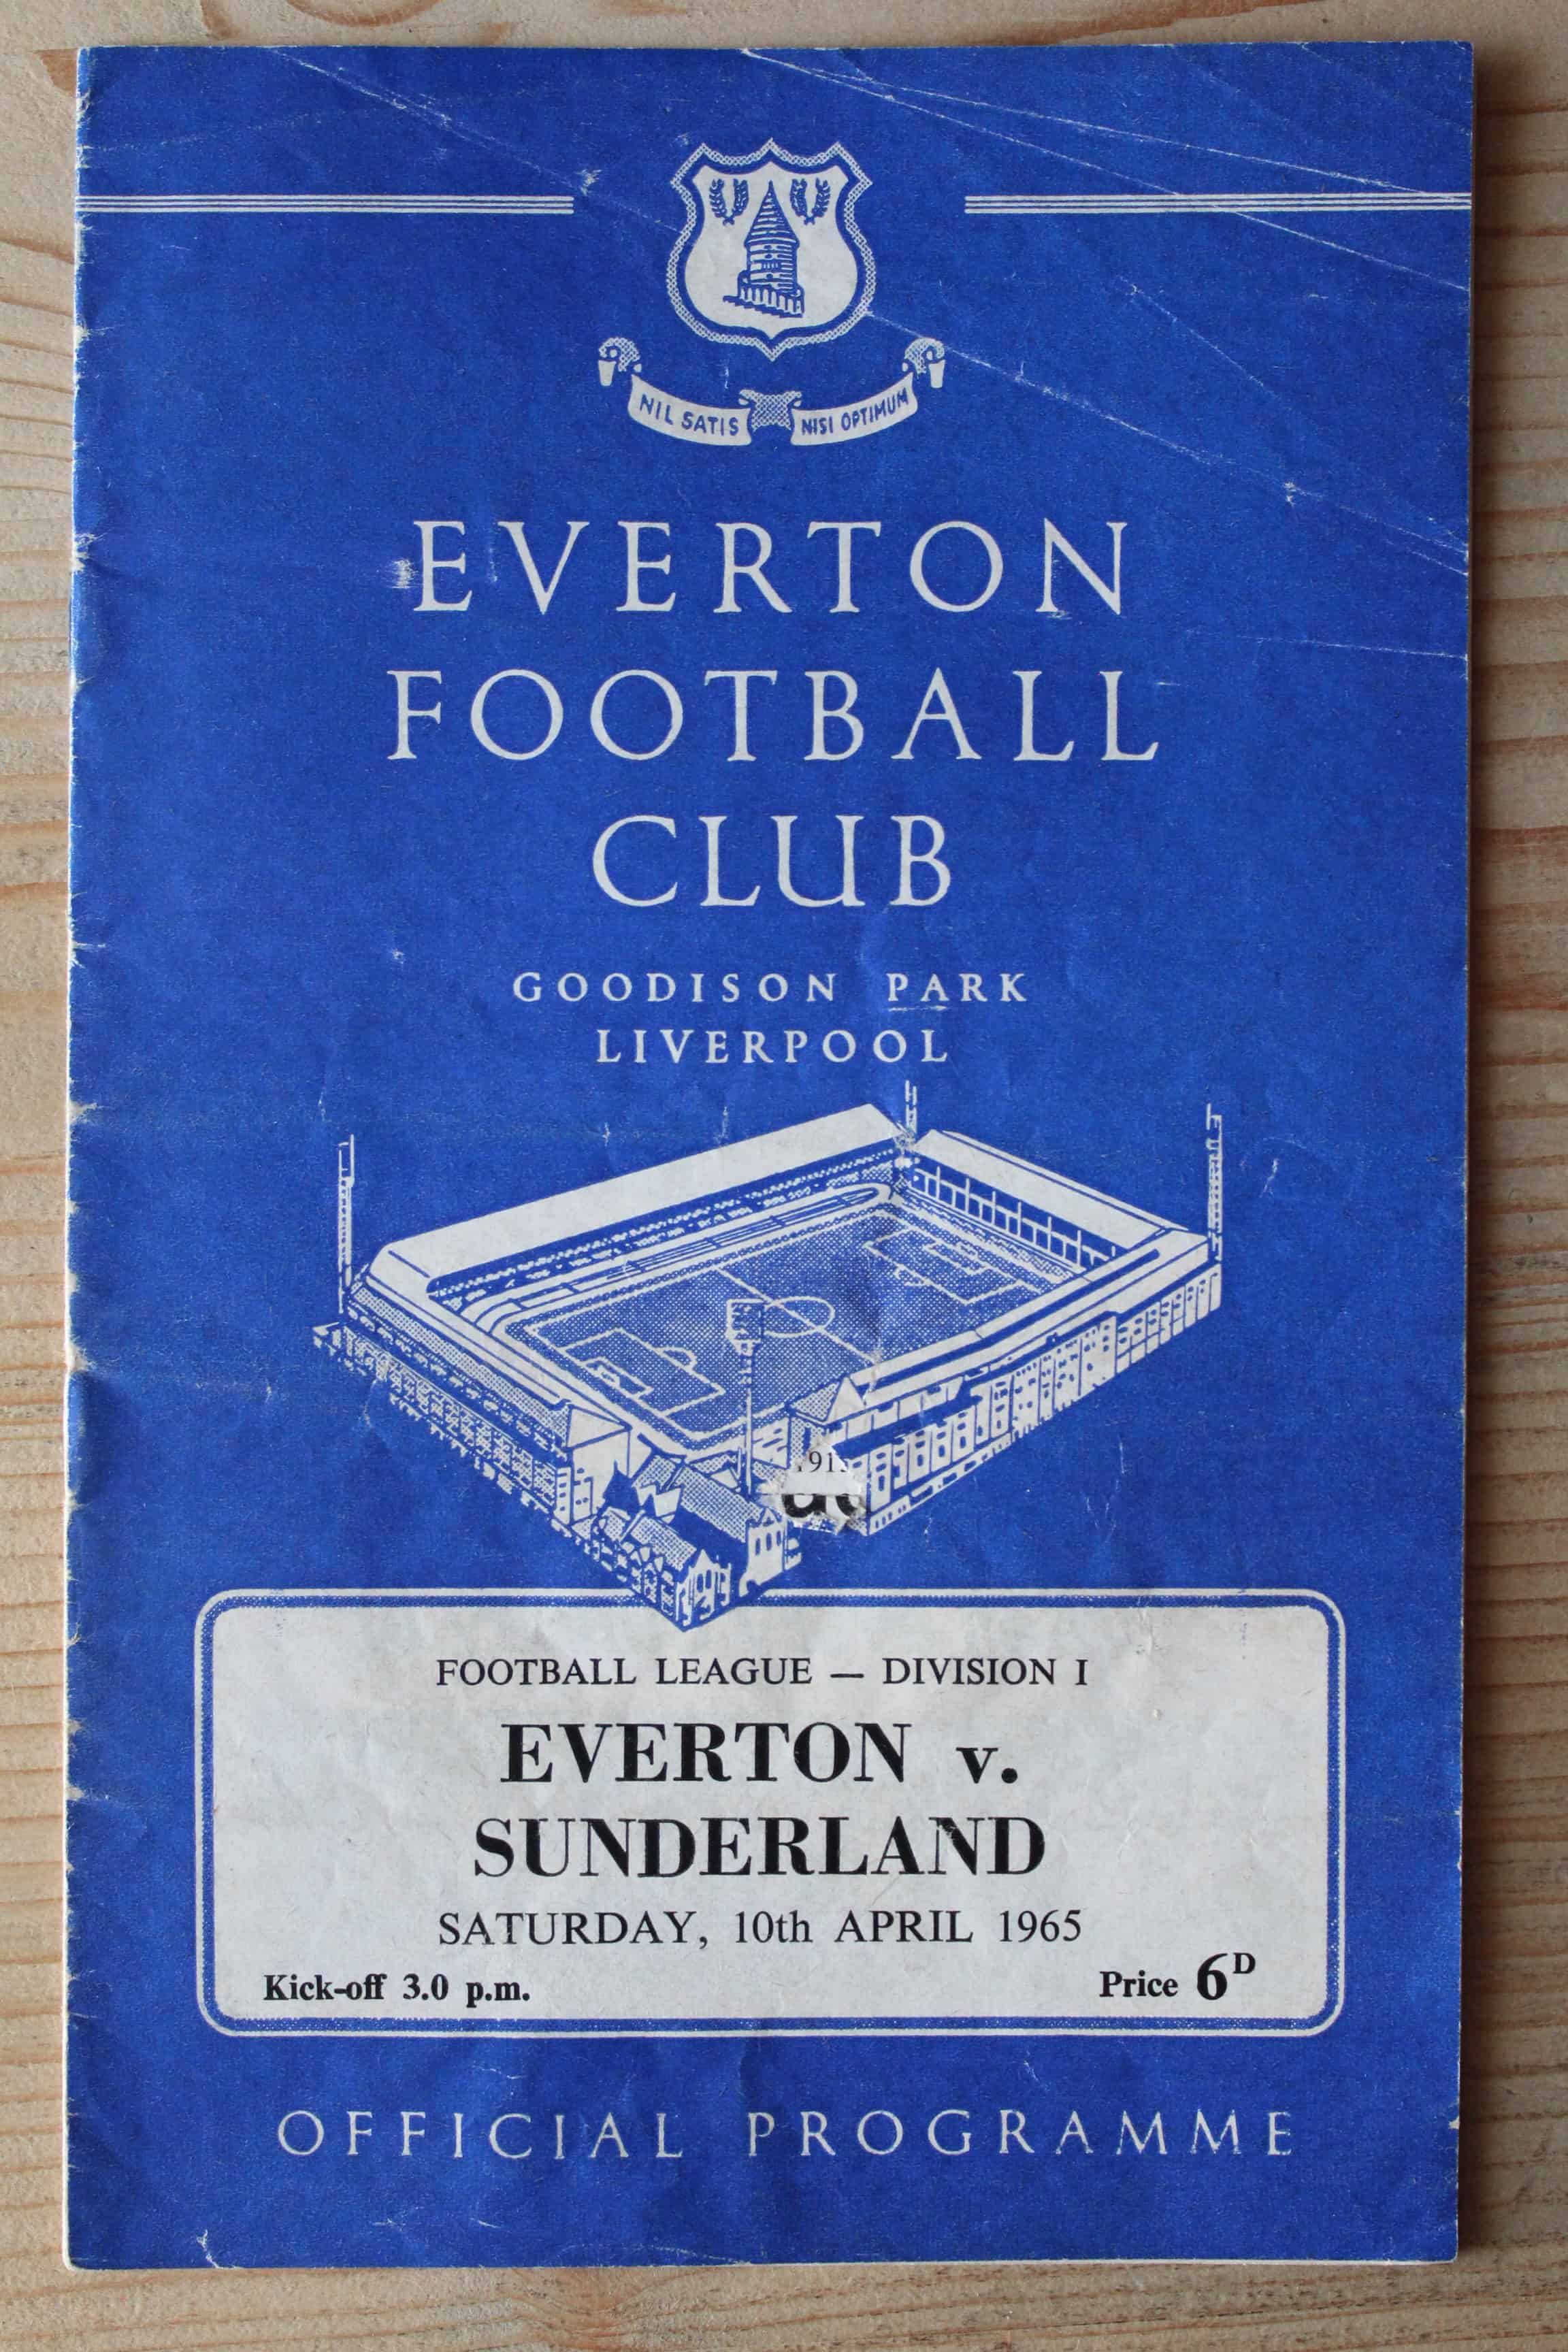 NIL SATIS NISI OPTIMUM
EVERTON
FOOTBALL
CLUB
GOODISON PARK
LIVERPOOL
FOOTBALL LEAGUE — DIVISION I
EVERTON v.
SUNDERLAND
SATURDAY, 10th APRIL 1965
Kick-off 3.0 p.m. Price 6D
OFFICIAL PROGRAMME